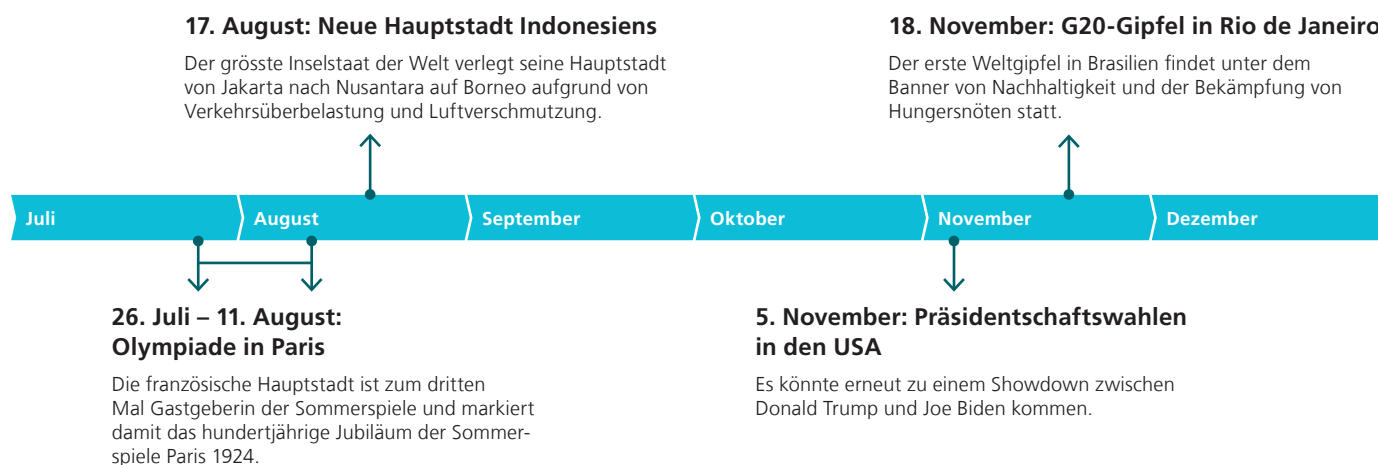 17. August: Neue Hauptstadt Indonesiens
Der grösste Inselstaat der Welt verlegt seine Hauptstadt
von Jakarta nach Nusantara auf Borneo aufgrund von
Verkehrsüberbelastung und Luftverschmutzung.
18. November: G20-Gipfel in Rio de Janeiro
Der erste Weltgipfel in Brasilien findet unter dem
Banner von Nachhaltigkeit und der Bekämpfung von
Hungersnöten statt.
Juli
August
September
Oktober
November
Dezember
26. Juli – 11. August:
Olympiade in Paris
Die französische Hauptstadt ist zum dritten
Mal Gastgeberin der Sommerspiele und markiert
damit das hundertjährige Jubiläum der Sommer-
spiele Paris 1924.
5. November: Präsidentschaftswahlen
in den USA
Es könnte erneut zu einem Showdown zwischen
Donald Trump und Joe Biden kommen.